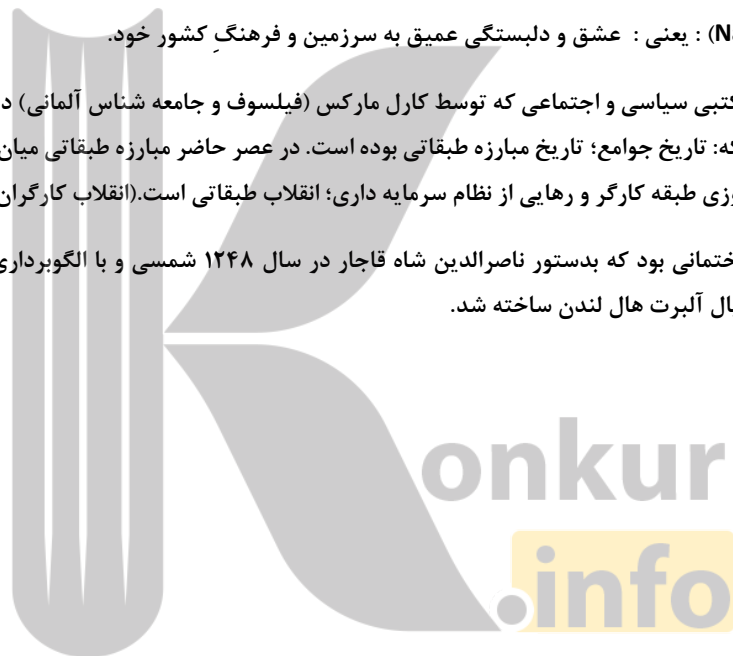 ) : یعنی : عشق و دلبستگی عمیق به سرزمین و فرهنگِ کشور خود.
کتبی سیاسی و اجتماعی که توسط کارل مارکس (فیلسوف و جامعه شناس آلمانی)
که: تاریخ جوامع؛ تاریخ مبارزه طبقاتی بوده است. در عصر حاضر مبارزه طبقاتی میان
وزی طبقه کارگر و رهایی از نظام سرمایه داری؛ انقلاب طبقاتی است.(انقلاب کارگران
ختمانی بود که بدستور ناصرالدین شاه قاجار در سال ۱۲۴۸ شمسی و با الگوبرداری
ال آلبرت هال لندن ساخته شد.
onkur
.info